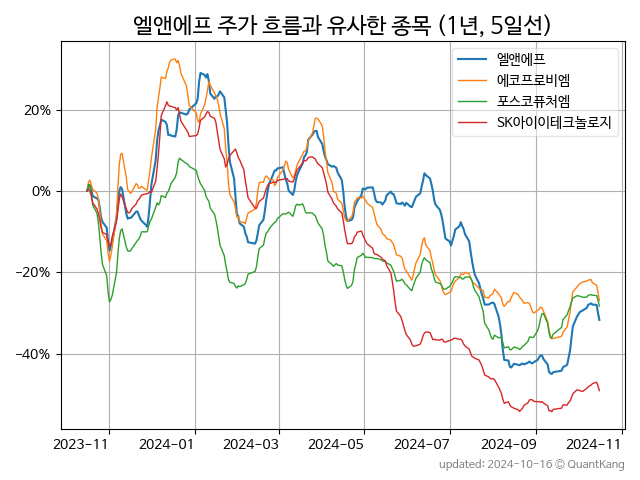 엘앤에프 주가 흐름과 유사한 종목 (1년, 5일선)
엘앤에프
에코프로비엠
포스코퓨처엠
SK아이이테크놀로지
20%
0%
−20%
−40%
2023-11 2024-01 2024-03 2024-05 2024-07 2024-09 2024-11
updated: 2024-10-16 © QuantKang